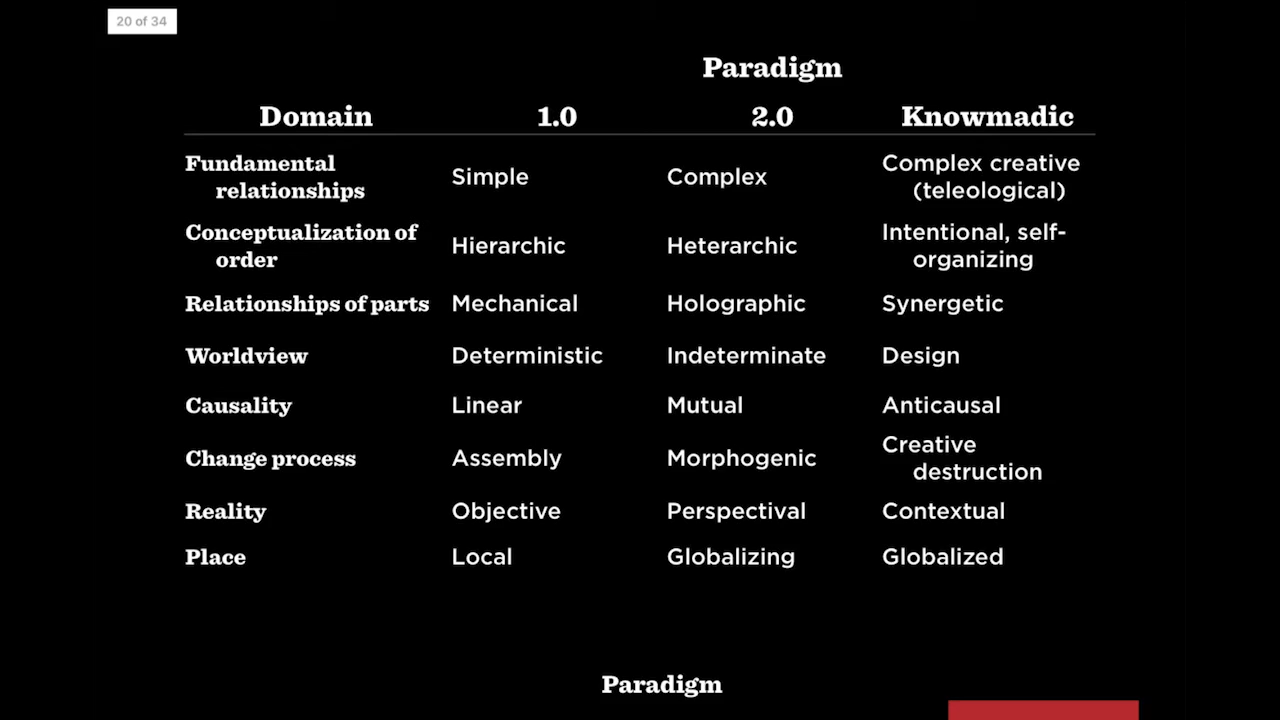 20 of 34
Paradigm
Domain 1.0 2.0 Knowmadic
Fundamental
relationships
Simple
Complex
Complex creative
(teleological)
Conceptualization of
order
Hierarchic
Heterarchic
Intentional, self-
organizing
Relationships of parts Mechanical Holographic Synergetic
Worldview Deterministic Indeterminate Design
Causality Linear Mutual Anticausal
Change process Assembly Morphogenic
Creative
destruction
Reality Objective Perspectival Contextual
Place Local Globalizing Globalized
Paradigm